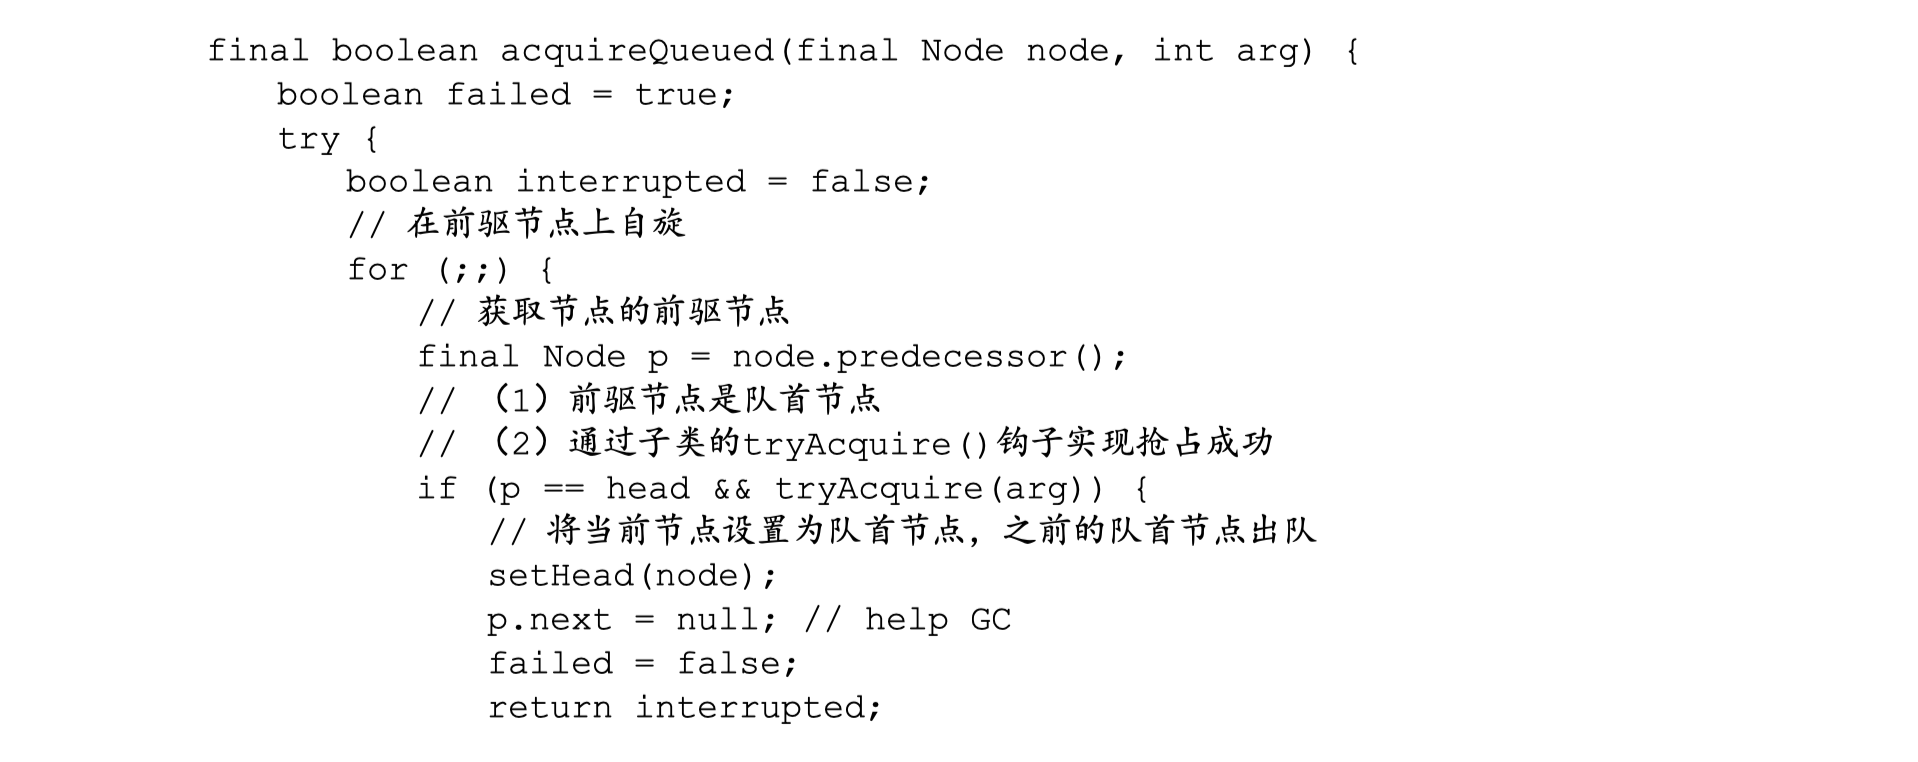 final boolean acquireQueued(final Node node, int arg) {
boolean failed = true;
try {
boolean interrupted = false;
// 在前驱节点上自旋
for (;;) {
// 获取节点的前驱节点
final Node p = node.predecessor();
// （1）前驱节点是队首节点
// （2）通过子类的tryAcquire()钩子实现抢占成功
if (p == head && tryAcquire(arg)) {
// 将当前节点设置为队首节点，之前的队首节点出队
setHead(node);
p.next = null; // help GC
failed = false;
return interrupted;